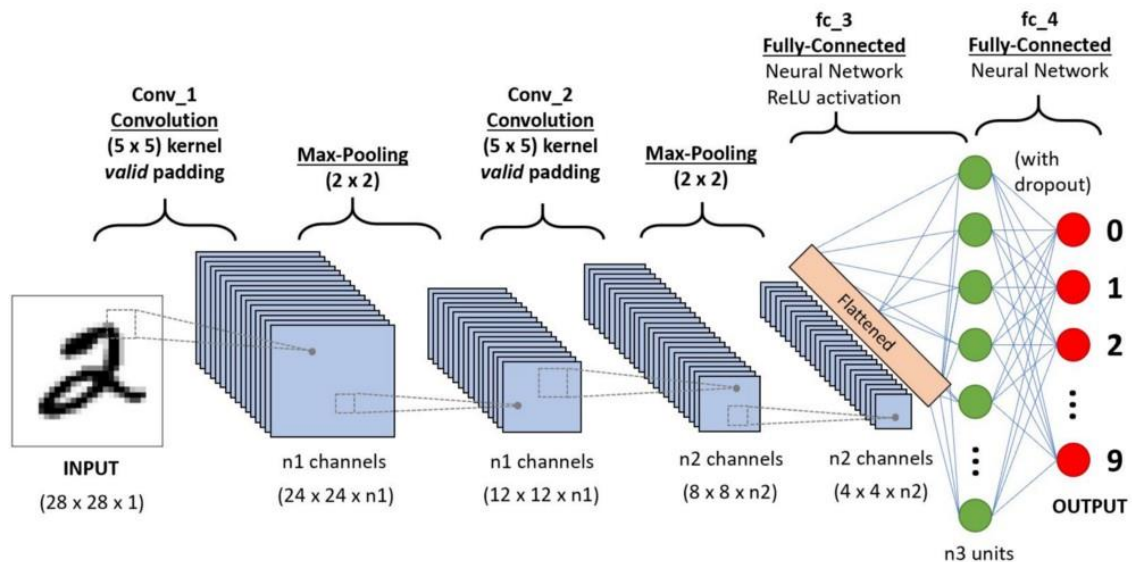 fc_3
Fully-Connected
Neural Network
ReLU activation
fc_4
Fully-Connected
Neural Network
Conv_1
Convolution
(5 x 5) kernel
valid padding
Max-Pooling
(2 x 2)
Conv_2
Convolution
(5 x 5) kernel
valid padding
Max-Pooling
(2 x 2)
(with
dropout)
Flattened
0
1
2
9
OUTPUT
INPUT
(28 x 28 x 1)
n1 channels
(24 x 24 x n1)
n1 channels
(12 x 12 x n1)
n2 channels
(8 x 8 x n2)
n2 channels
(4 x 4 x n2)
n3 units
2